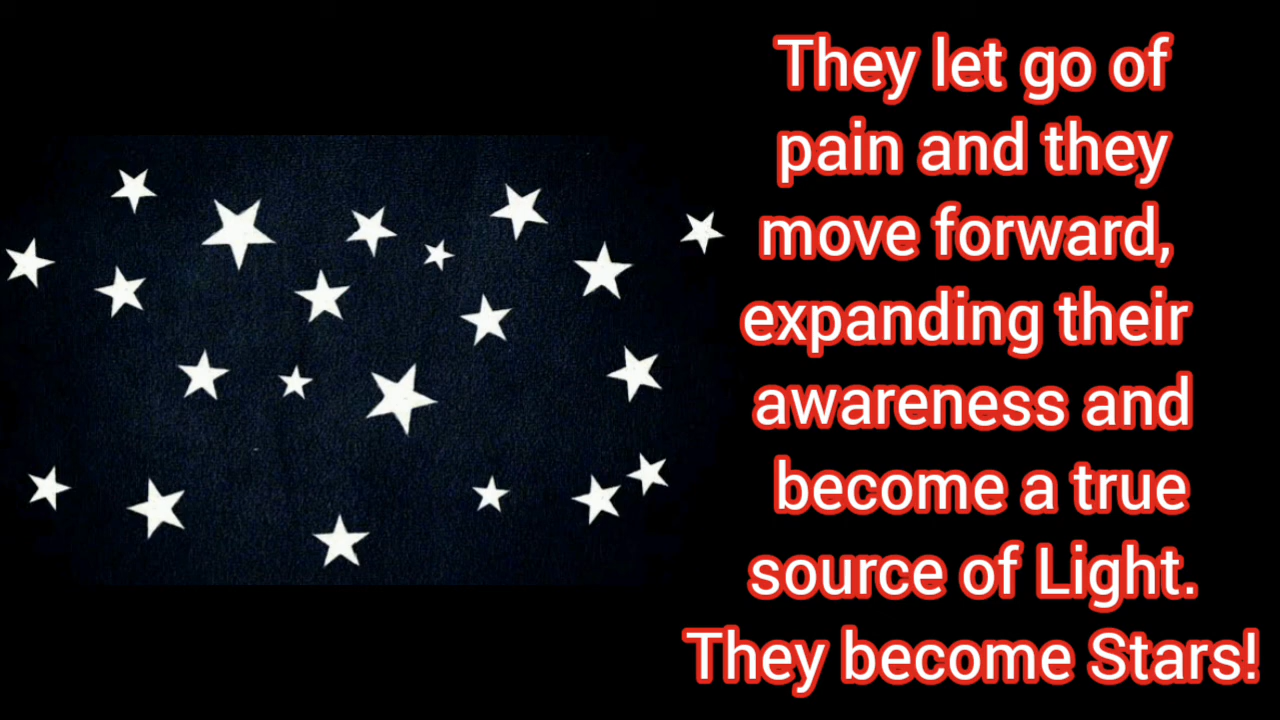 They let go of
pain and they
move forward,
expanding their
awareness and
become a true
source of Light.
They become Stars!